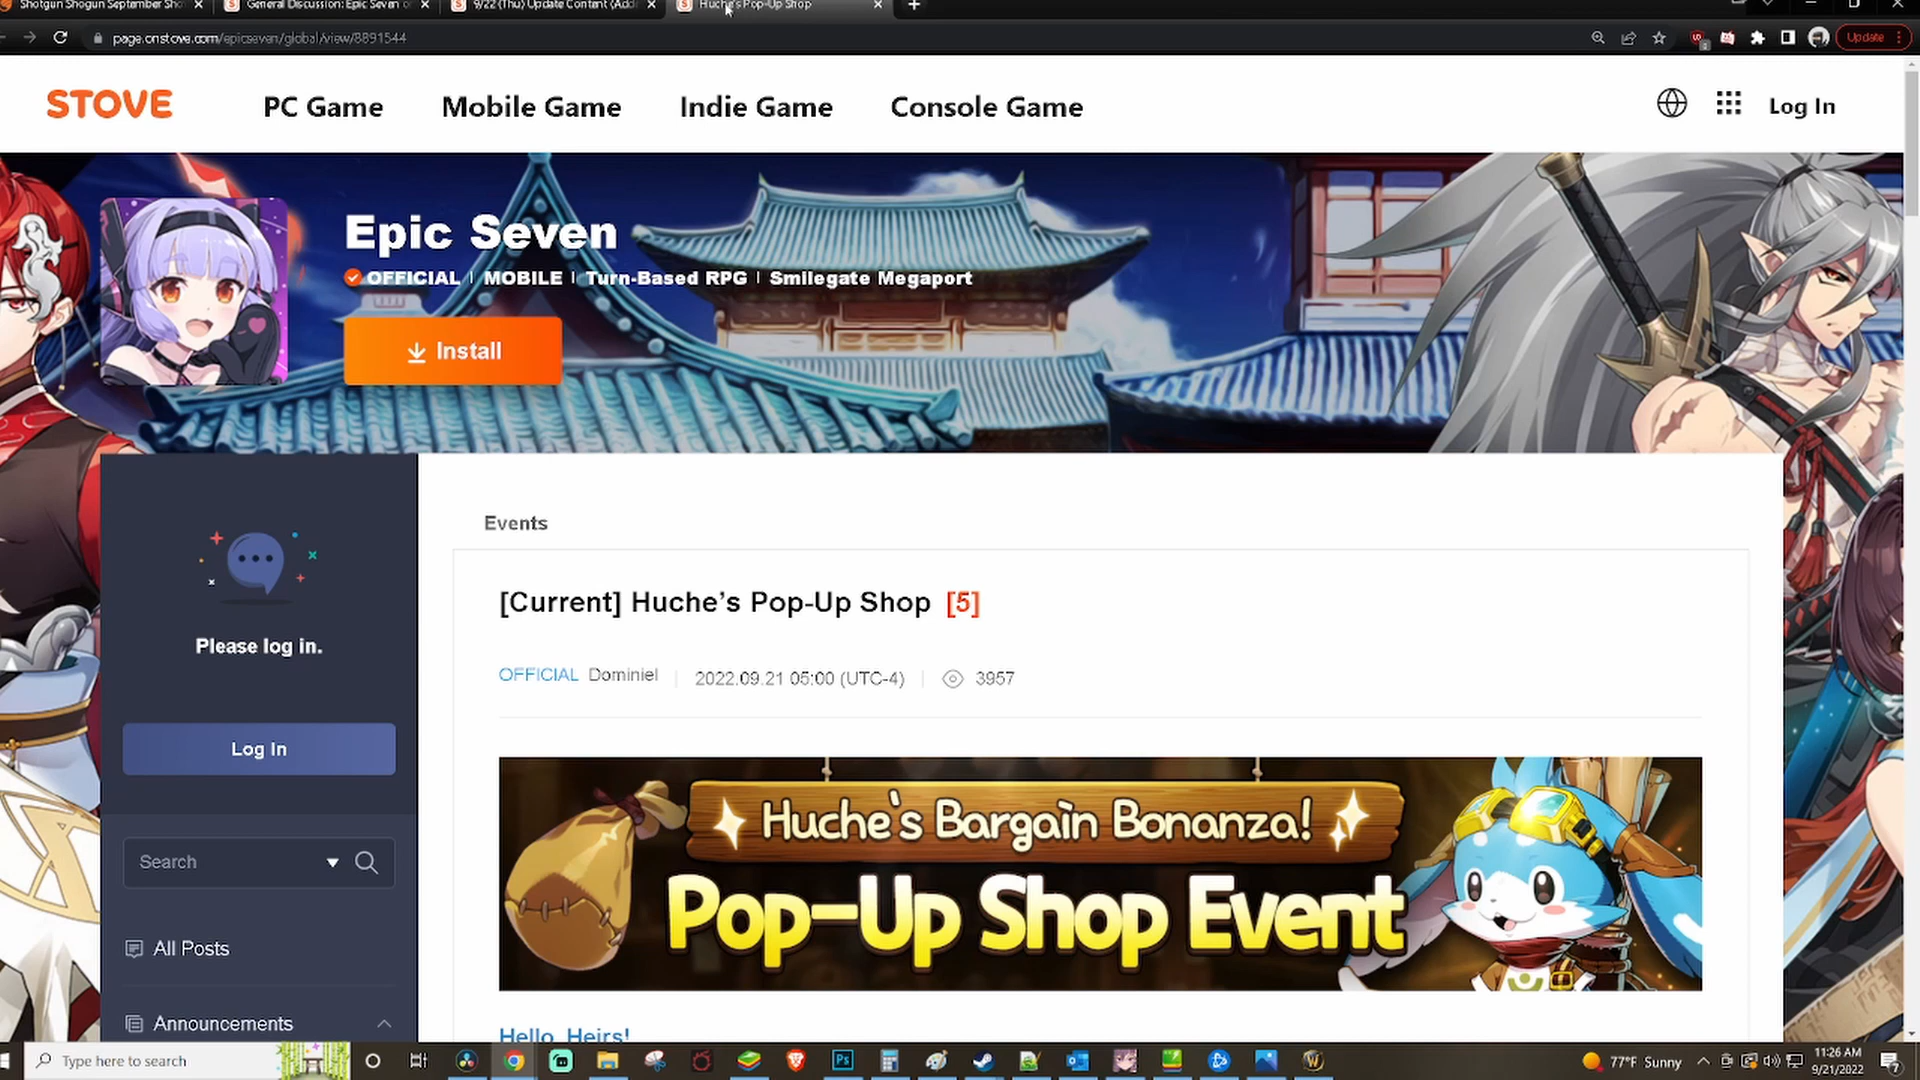 Shotgun Shogun September Sho
General Discussion: Epic Seven o
9/22 (Thu) Update Content (Add
Huche's Pop-Up Shop
page.onstove.com/epicseven/global/view/8891544
Update
STOVE
PC Game
Mobile Game
Indie Game
Console Game
Log In
Epic Seven
OFFICIAL | MOBILE | Turn-Based RPG | Smilegate Megaport
Install
Please log in.
Log In
Search
All Posts
Announcements
Events
[Current] Huche's Pop-Up Shop [5]
OFFICIAL Dominiel | 2022.09.21 05:00 (UTC-4) | 3957
Huche's Bargain Bonanza!
Pop-Up Shop Event
Hello, Heirs!
Type here to search
Ps
W
77°F Sunny
11:26 AM
9/21/2022
7